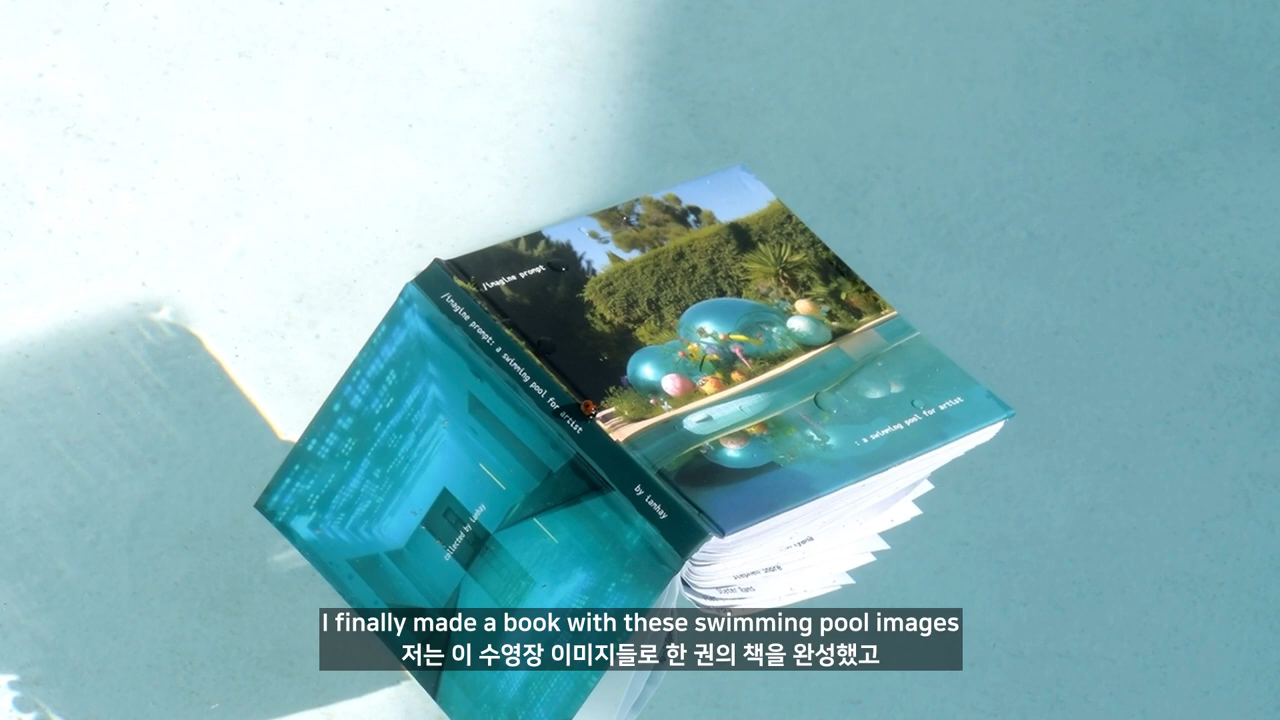 /imagine prompt
/imagine prompt: a swimming pool for artist
by Lanhay
: a swimming pool for artist
collected by Lanhay
I finally made a book with these swimming pool images
저는 이 수영장 이미지들로 한 권의 책을 완성했고